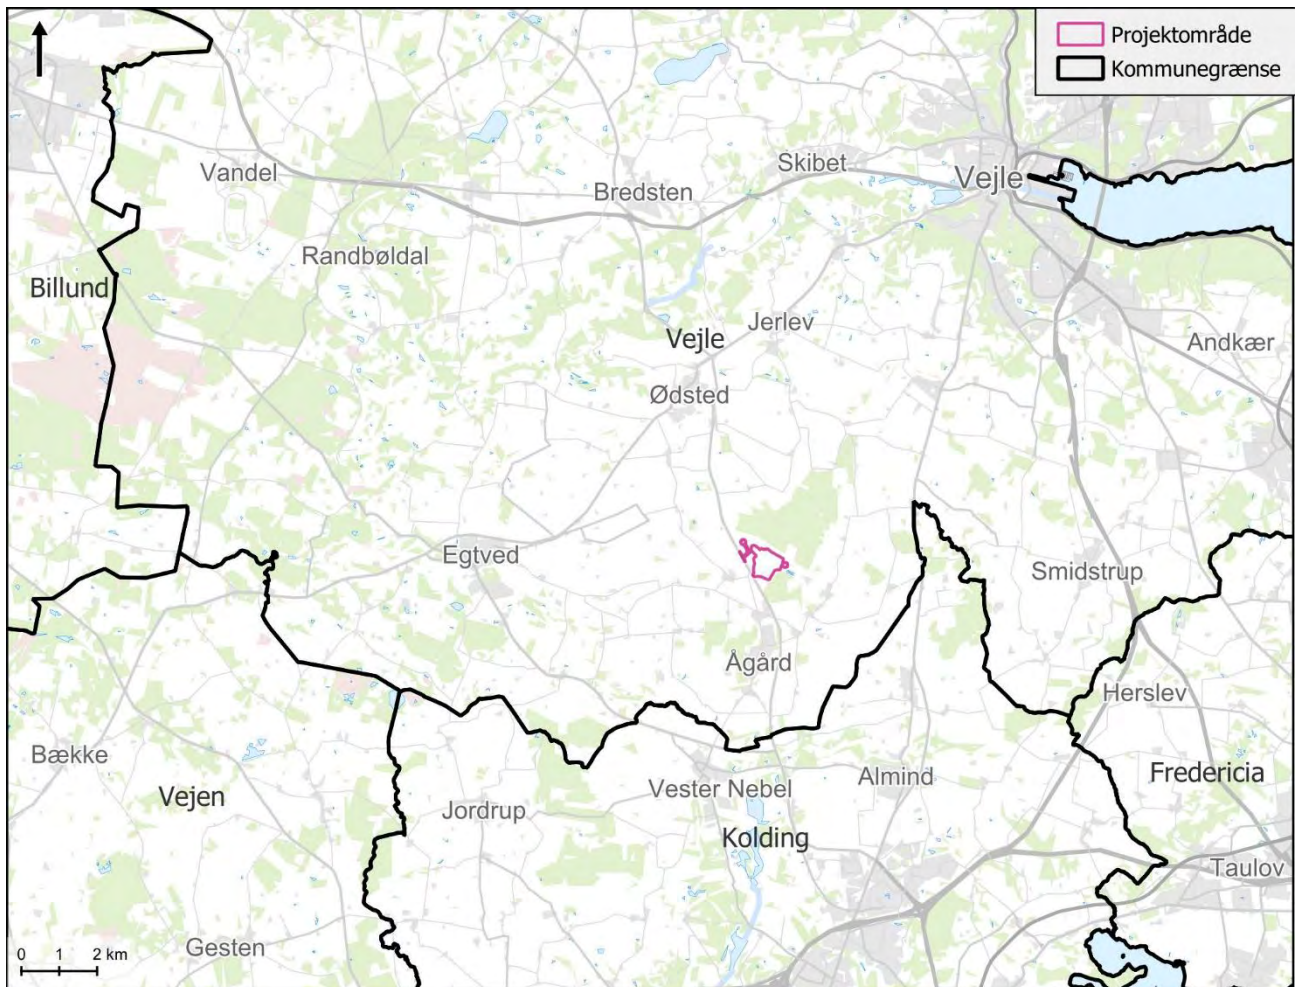 Projektområde
Kommunegrænse
Vandel
Bredsten
Skibet
Vejle
Randbøldal
Billund
Jerlev
Vejle
Andkær
Ødsted
Egtved
Smidstrup
Ågård
Herslev
Bække
Vejen
Jordrup
Vester Nebel
Almind
Fredericia
Kolding
Taulov
Gesten
0 1 2 km